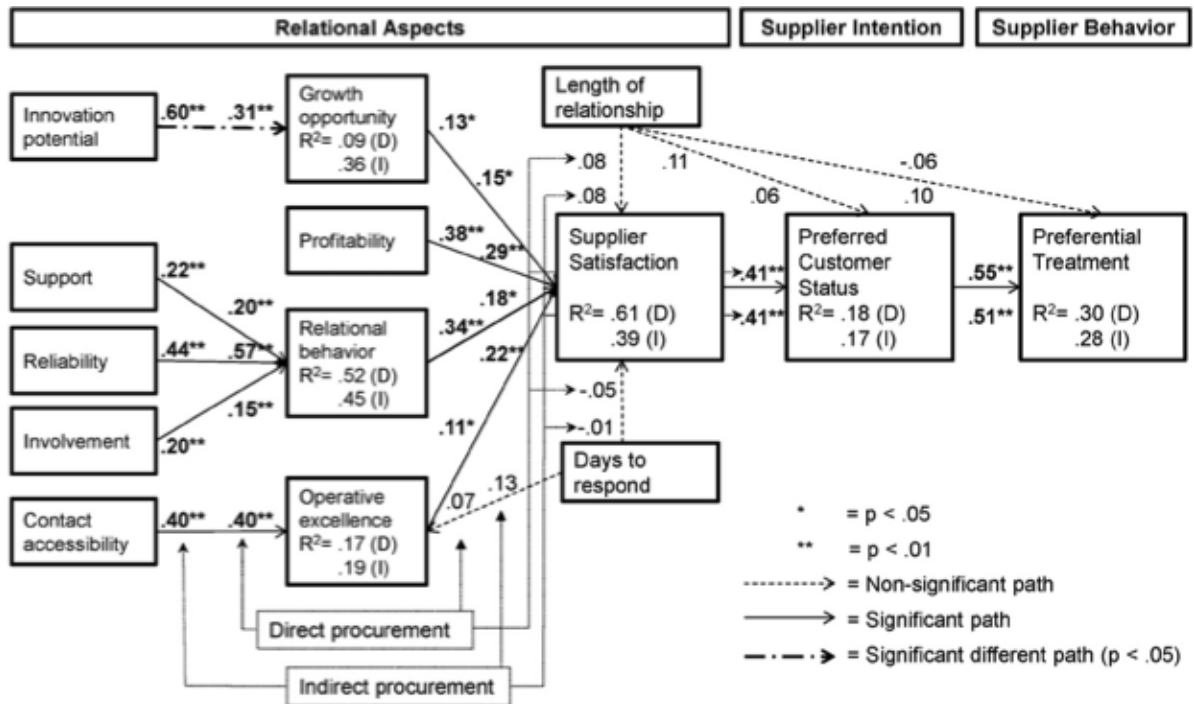 Relational Aspects
Supplier Intention
Supplier Behavior
Innovation
potential
.60**
.31**
Growth
opportunity
R²= .09 (D)
.36 (I)
.13*
.15*
Length of
relationship
.08
.08
.11
.06
-.06
.10
Profitability
.38**
.29**
Support
.22**
.20**
Reliability
.44**
.57**
Involvement
.20**
.15**
Relational
behavior
R²= .52 (D)
.45 (I)
.18*
.34**
.22**
.11*
Supplier
Satisfaction
R²= .61 (D)
.39 (I)
.41**
.41**
Preferred
Customer
Status
R²= .18 (D)
.17 (I)
.55**
.51**
Preferential
Treatment
R²= .30 (D)
.28 (I)
-.05
-.01
Days to
respond
.13
.07
Contact
accessibility
.40**
.40**
Operative
excellence
R²= .17 (D)
.19 (I)
Direct procurement
Indirect procurement
* = p < .05
** = p < .01
= Non-significant path
= Significant path
= Significant different path (p < .05)